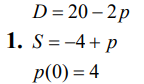 D = 20 − 2p
1. S = −4 + p
p(0) = 4